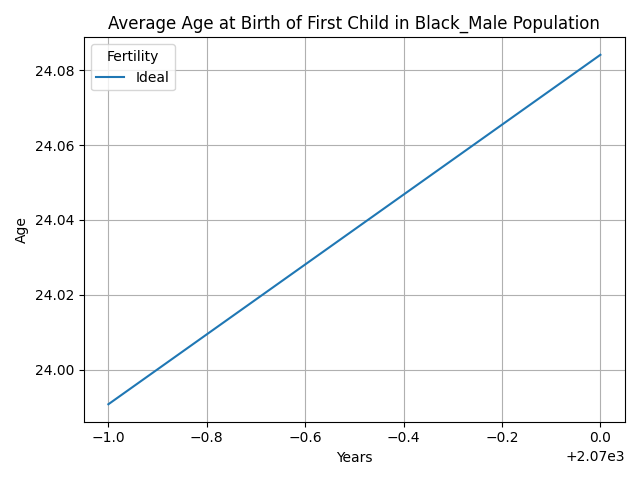 Average Age at Birth of First Child in Black_Male Population
Fertility
Ideal
24.08
24.06
24.04
24.02
24.00
Age
−1.0 −0.8 −0.6 −0.4 −0.2 0.0
+2.07e3
Years